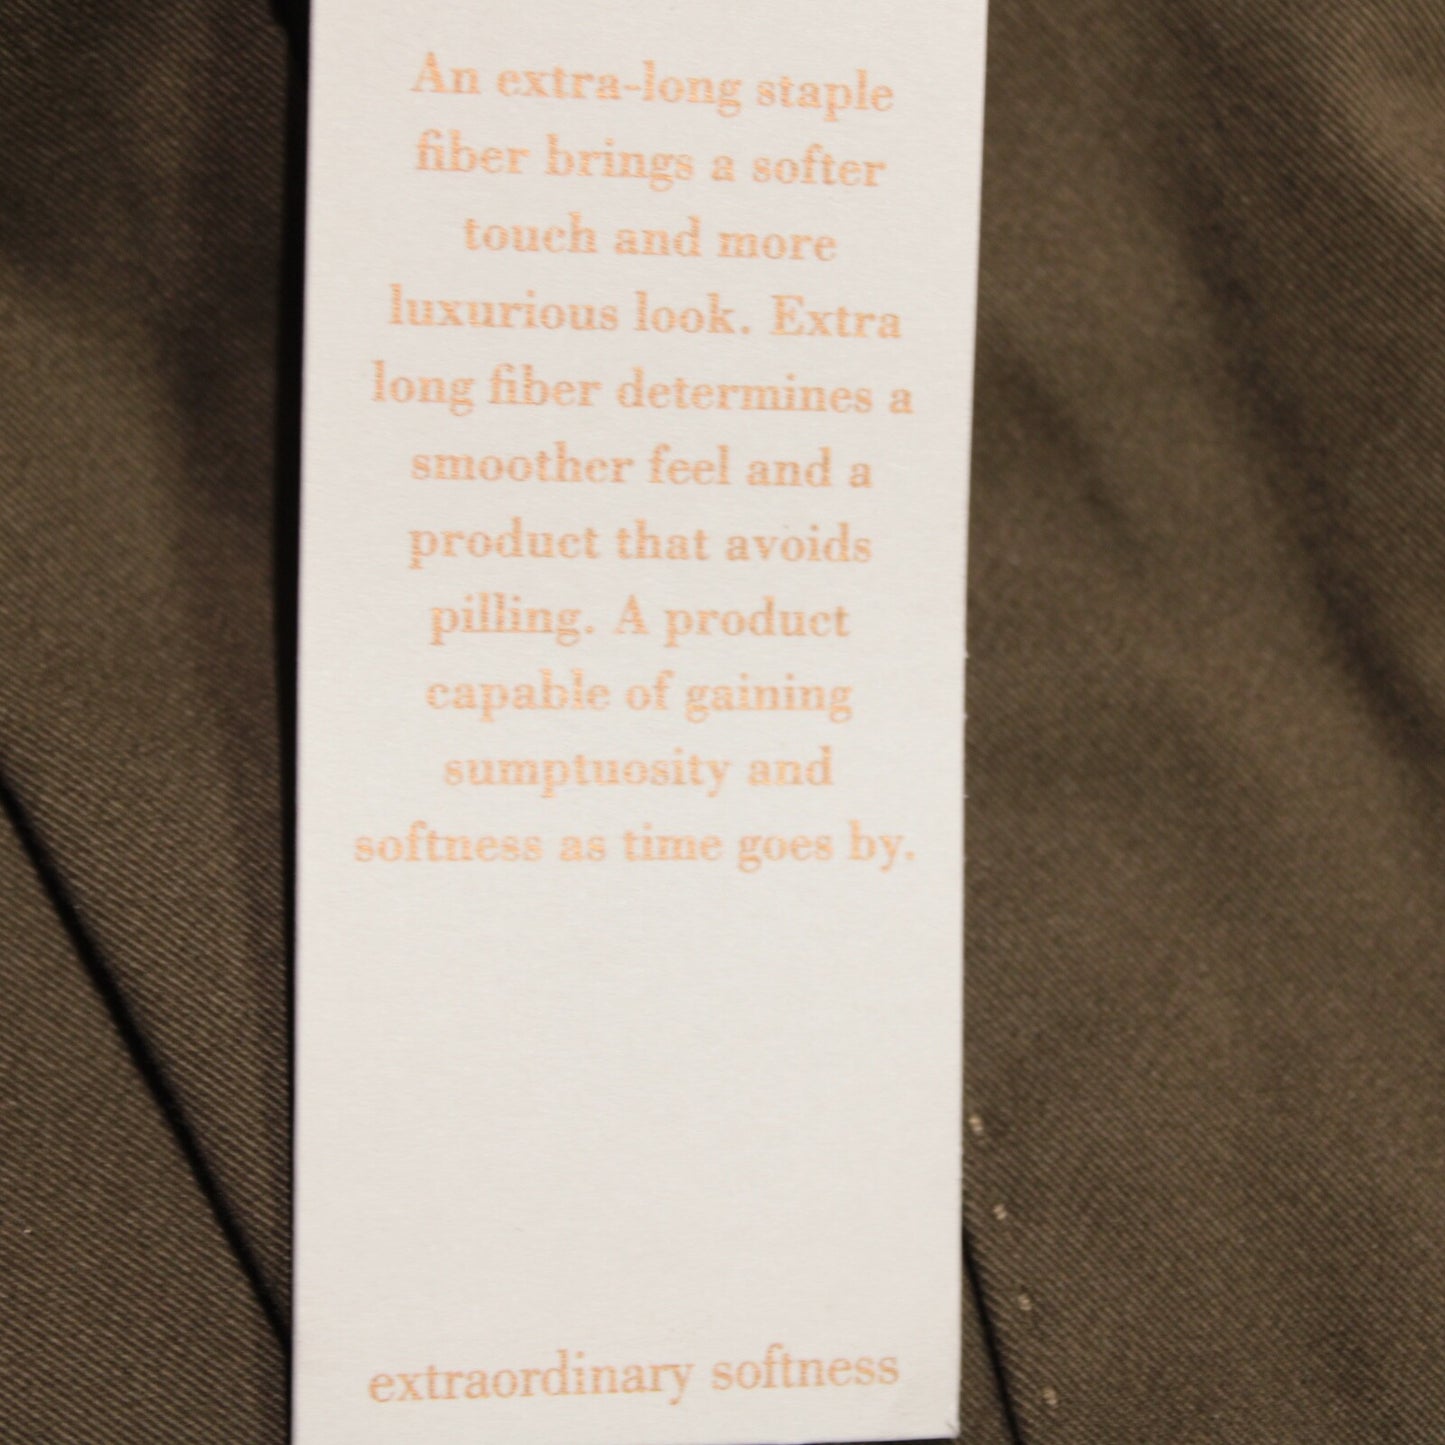 An extra-long staple
fiber brings a softer
touch and more
luxurious look. Extra
long fiber determines a
smoother feel and a
product that avoids
pilling. A product
capable of gaining
sumptuosity and
softness as time goes by.
extraordinary softness